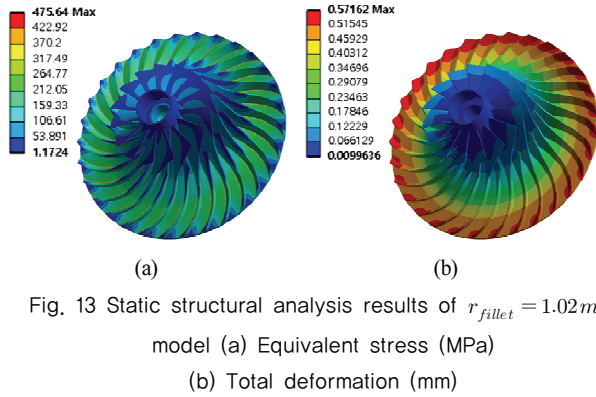 475.64 Max
422.92
370.2
317.49
264.77
212.05
159.33
106.61
53.891
1.1724
0.57162 Max
0.51545
0.45929
0.40312
0.34696
0.29079
0.23463
0.17846
0.12229
0.066129
0.0099636
(a)
(b)
Fig. 13 Static structural analysis results of r_fillet = 1.02m
model (a) Equivalent stress (MPa)
(b) Total deformation (mm)